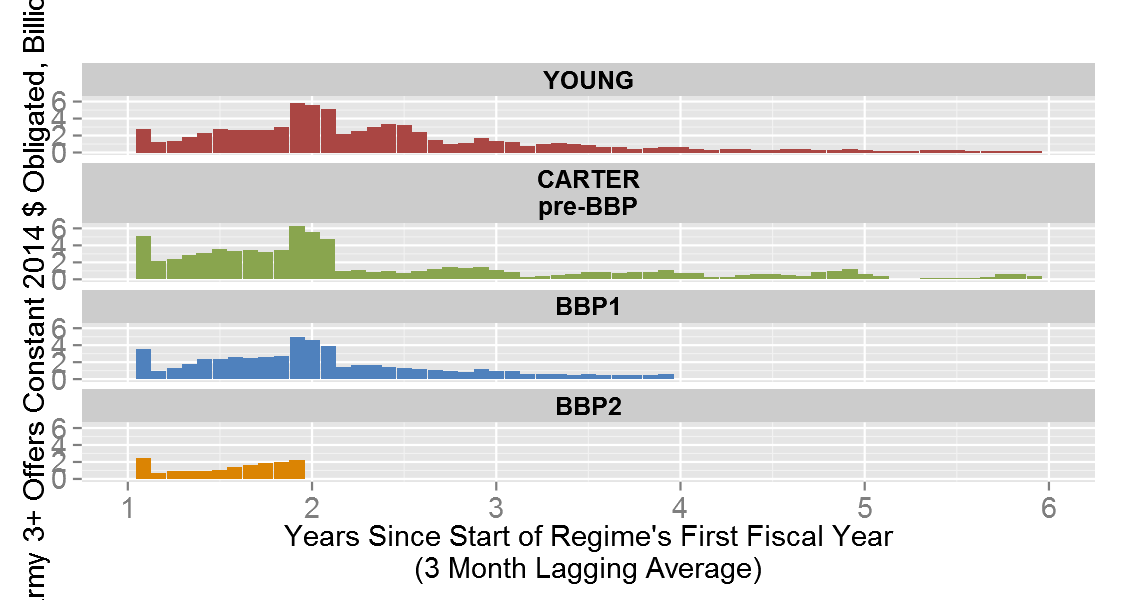 rmy 3+ Offers Constant 2014 $ Obligated, Billio
YOUNG
6
4
2
0
CARTER
pre-BBP
6
4
2
0
BBP1
6
4
2
0
BBP2
6
4
2
0
1 2 3 4 5 6
Years Since Start of Regime's First Fiscal Year
(3 Month Lagging Average)